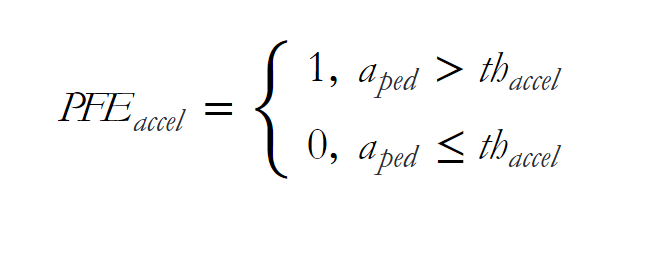 1, a_ped > th_accel
PFE_accel = {
0, a_ped ≤ th_accel